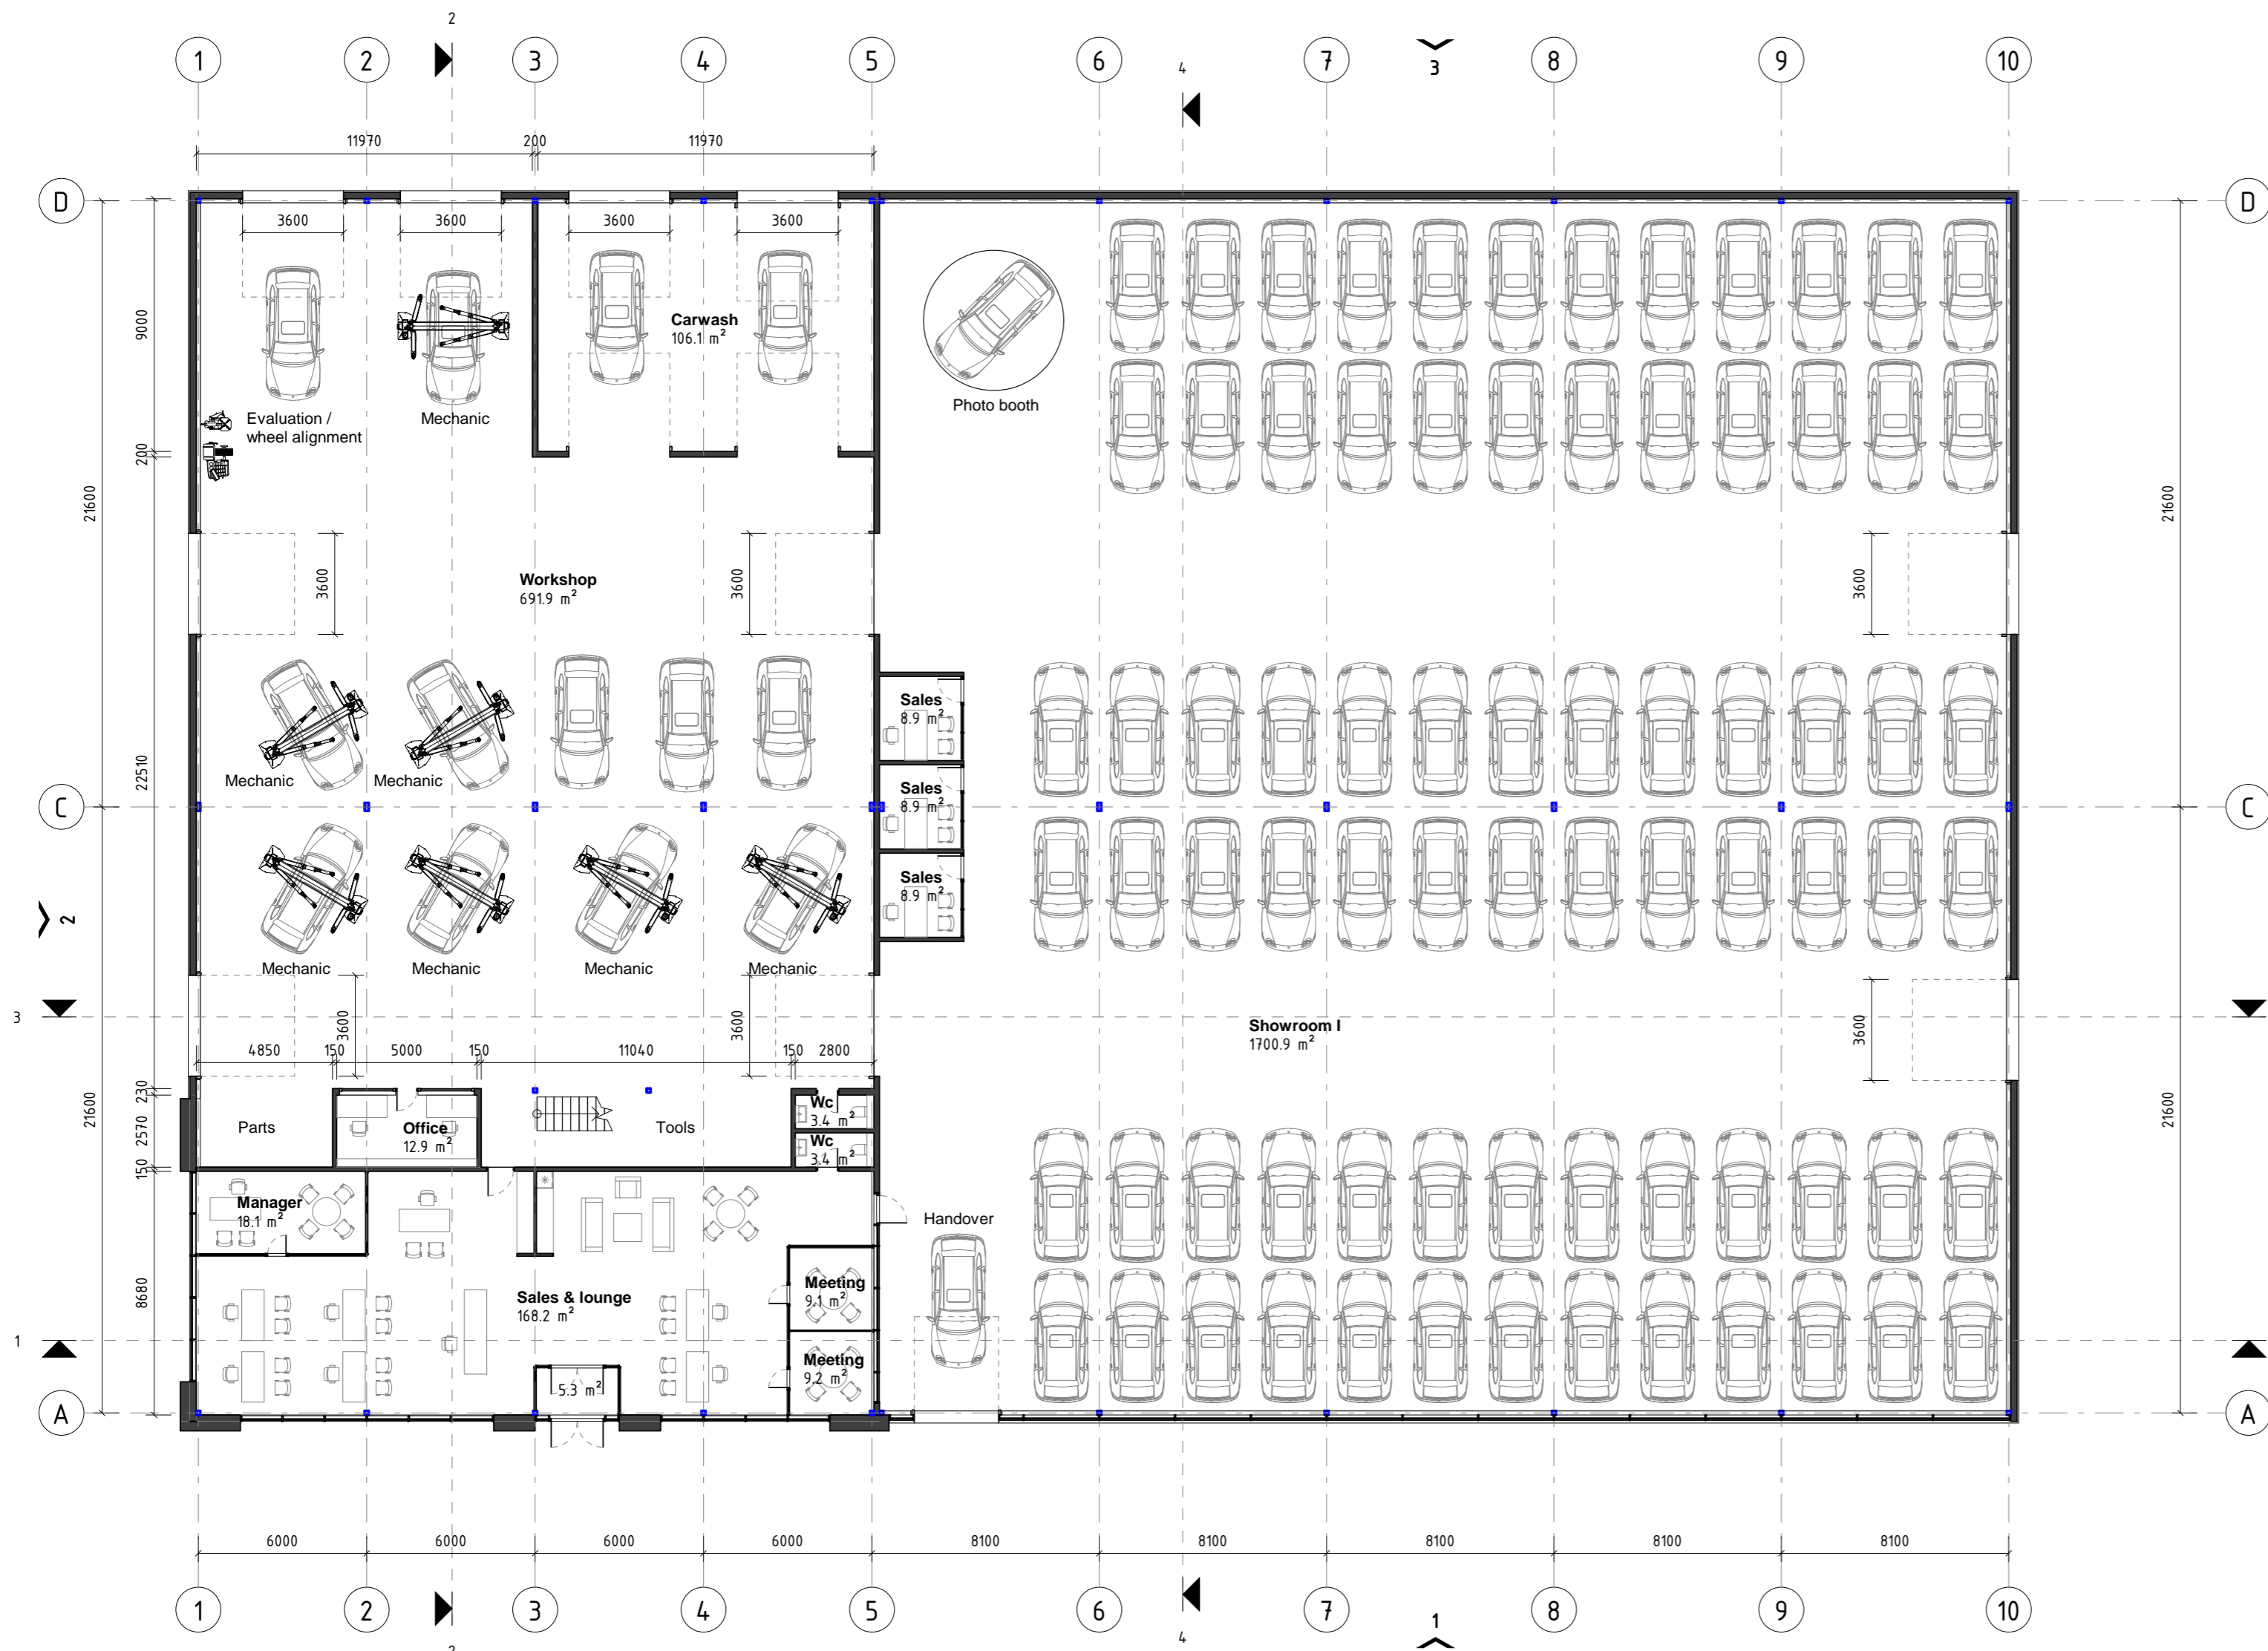 2
1
2
3
4
5
6
7
8
9
10
3
4
11970
200
11970
D
D
3600
3600
3600
3600
9000
Carwash
106.1 m²
Photo booth
Evaluation /
wheel alignment
Mechanic
200
21600
21600
3600
Workshop
691.9 m²
3600
3600
Sales
8.9 m²
Mechanic
Mechanic
22510
Sales
8.9 m²
C
C
Sales
8.9 m²
2
Mechanic
Mechanic
Mechanic
Mechanic
3
3600
3600
Showroom I
1700.9 m²
3600
4850
150
5000
150
11040
150
2800
230
21600
21600
Wc
3.4 m²
2570
Parts
Office
12.9 m²
Tools
Wc
3.4 m²
150
Manager
18.1 m²
Handover
8680
Sales & lounge
168.2 m²
Meeting
9.1 m²
1
Meeting
9.2 m²
5.3 m²
A
A
6000
6000
6000
6000
8100
8100
8100
8100
8100
1
2
3
4
5
6
7
8
9
10
1
2
4